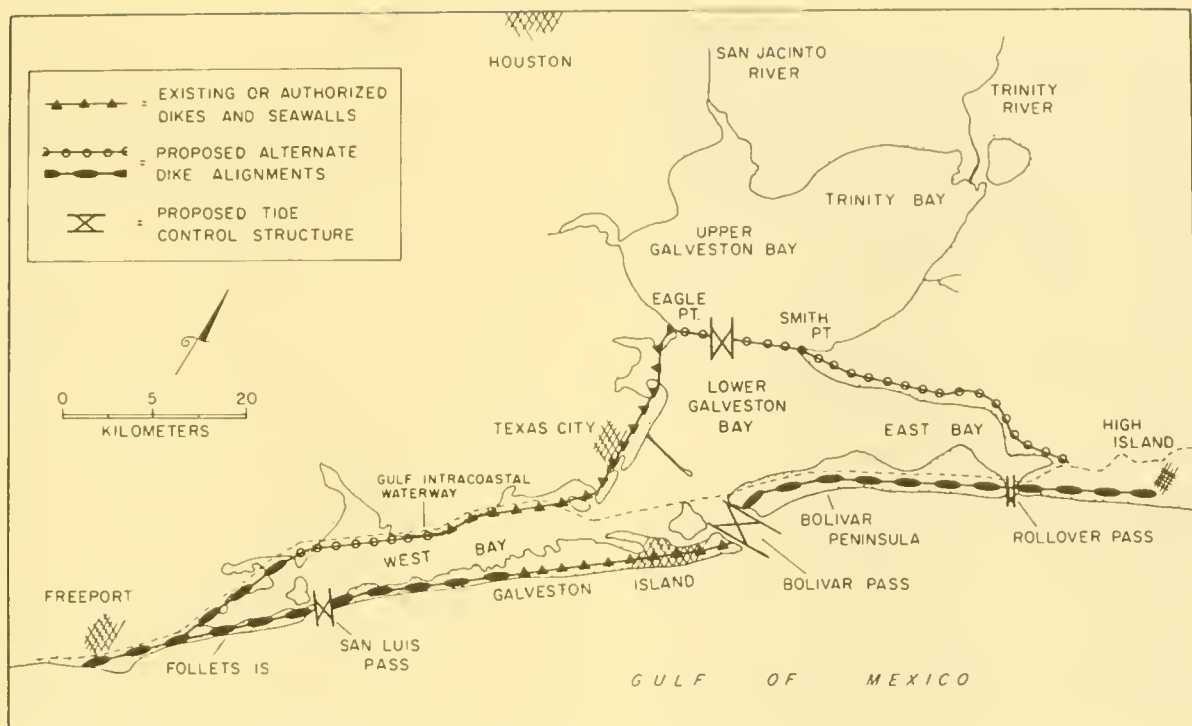 HOUSTON
SAN JACINTO
RIVER
TRINITY
RIVER
= EXISTING OR AUTHORIZED
DIKES AND SEAWALLS
= PROPOSED ALTERNATE
DIKE ALIGNMENTS
= PROPOSED TIDE
CONTROL STRUCTURE
TRINITY BAY
UPPER
GALVESTON BAY
EAGLE
PT.
SMITH
PT.
0 5 20
KILOMETERS
LOWER
GALVESTON
BAY
TEXAS CITY
EAST BAY
HIGH
ISLAND
GULF INTRACOASTAL
WATERWAY
WEST BAY
BOLIVAR
PENINSULA
ROLLOVER PASS
BOLIVAR PASS
GALVESTON ISLAND
FREEPORT
SAN LUIS
PASS
FOLLETS IS
GULF OF MEXICO